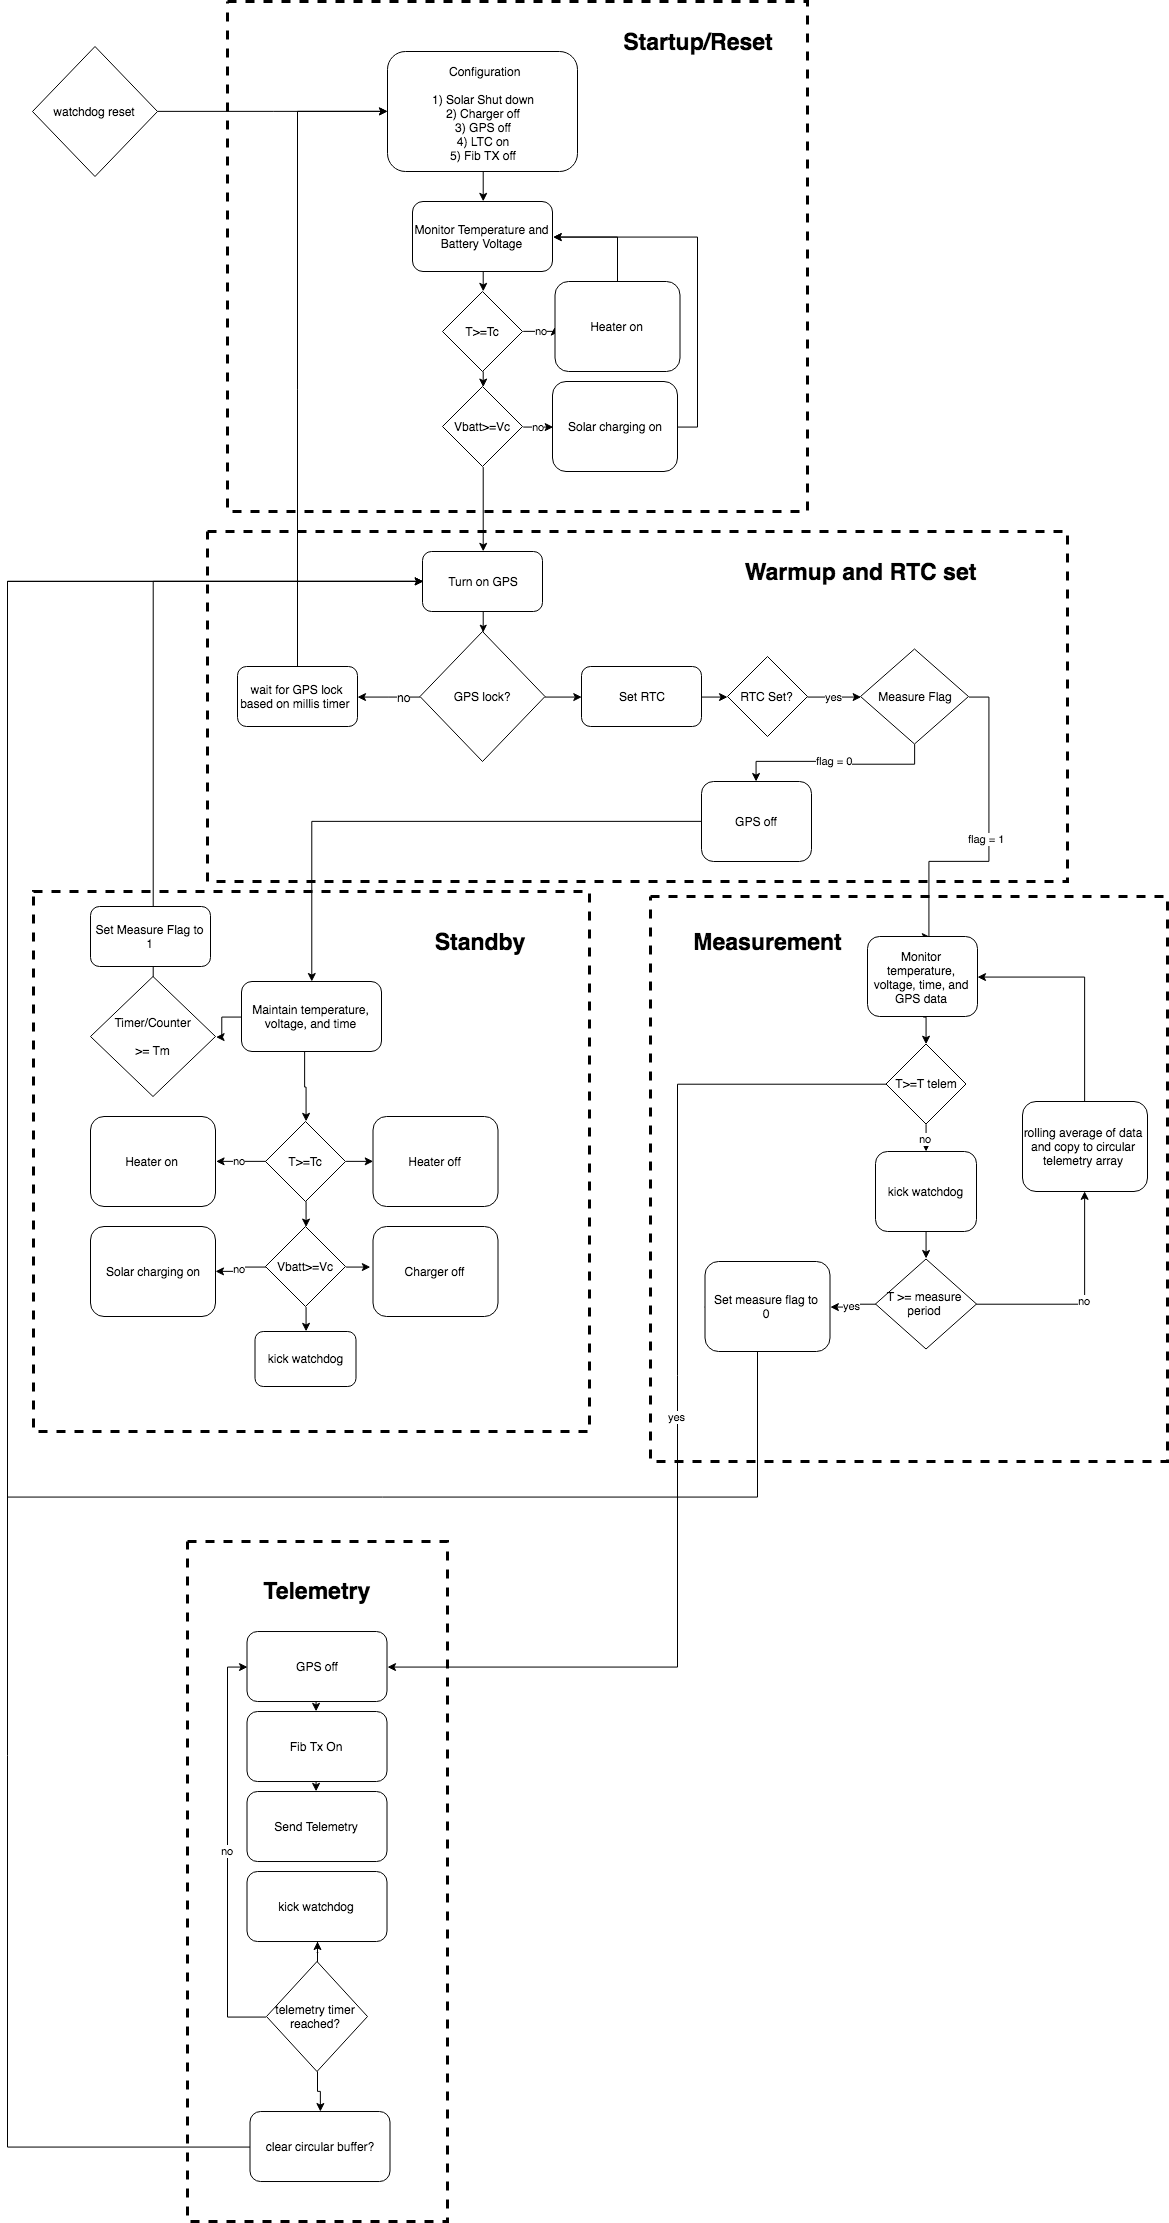 Startup/Reset
watchdog reset
Configuration
1) Solar Shut down
2) Charger off
3) GPS off
4) LTC on
5) Fib TX off
Monitor Temperature and
Battery Voltage
T>=Tc
no
Heater on
Vbatt>=Vc
no
Solar charging on
Warmup and RTC set
Turn on GPS
wait for GPS lock
based on millis timer
no
GPS lock?
Set RTC
RTC Set?
yes
Measure Flag
flag = 0
GPS off
flag = 1
Standby
Set Measure Flag to
1
Timer/Counter
>= Tm
Maintain temperature,
voltage, and time
Heater on
no
T>=Tc
Heater off
Solar charging on
no
Vbatt>=Vc
Charger off
kick watchdog
Measurement
Monitor
temperature,
voltage, time, and
GPS data
T>=T telem
no
rolling average of data
and copy to circular
telemetry array
kick watchdog
Set measure flag to
0
yes
T >= measure
period
no
yes
Telemetry
GPS off
Fib Tx On
Send Telemetry
no
kick watchdog
telemetry timer
reached?
clear circular buffer?